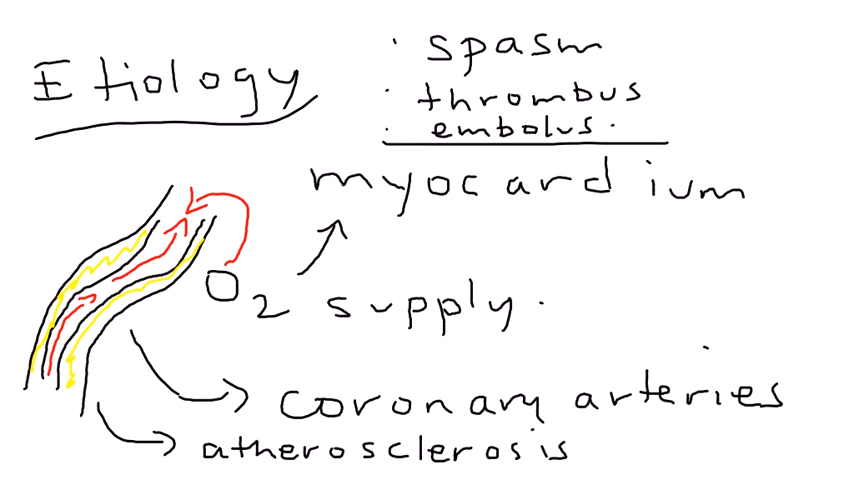 Etiology
· spasm
· thrombus
· embolus.
myocardium
O2 supply.
coronary arteries
atherosclerosis